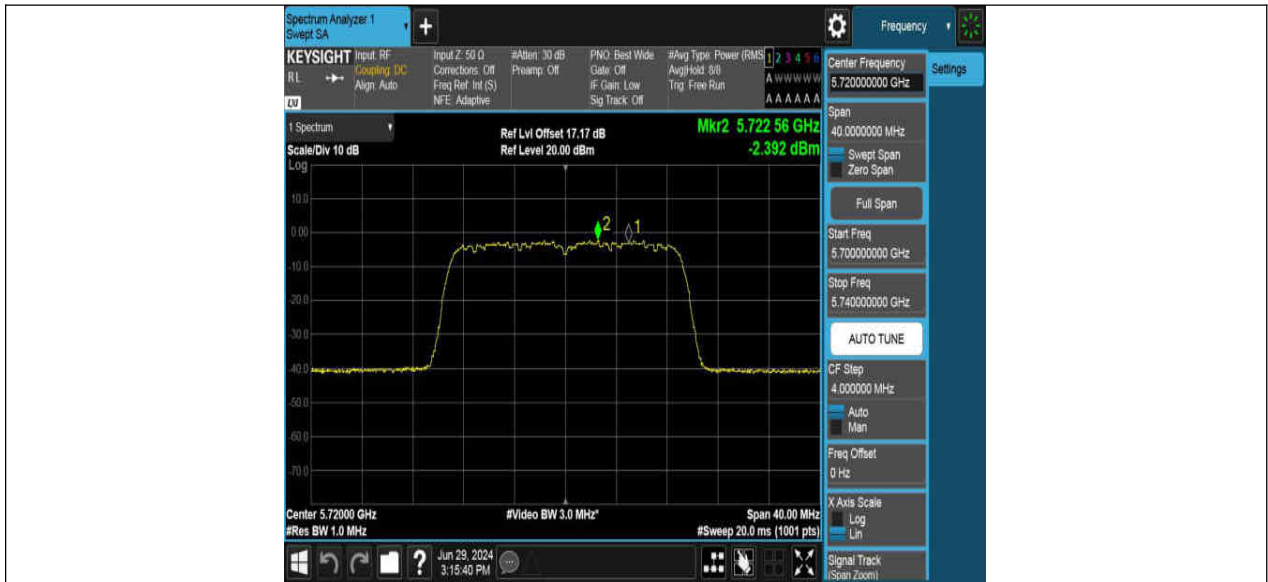 Spectrum Analyzer 1
Swept SA
+
Frequency
KEYSIGHT
RL
LXI
Input: RF
Coupling: DC
Align: Auto
Input Z: 50 Ω
Corrections: Off
Freq Ref: Int (S)
NFE: Adaptive
#Atten: 30 dB
Preamp: Off
PNO: Best Wide
Gate: Off
IF Gain: Low
Sig Track: Off
#Avg Type: Power (RMS
Avg|Hold: 8/8
Trig: Free Run
1 2 3 4 5 6
A W W W W W
A A A A A A
1 Spectrum
Scale/Div 10 dB
Log
Ref Lvl Offset 17.17 dB
Ref Level 20.00 dBm
Mkr2 5.722 56 GHz
-2.392 dBm
10.0
0.00
-10.0
-20.0
-30.0
-40.0
-50.0
-60.0
-70.0
2
1
Center 5.72000 GHz
#Res BW 1.0 MHz
#Video BW 3.0 MHz*
Span 40.00 MHz
#Sweep 20.0 ms (1001 pts)
?
Jun 29, 2024
3:15:40 PM
Center Frequency
5.720000000 GHz
Settings
Span
40.0000000 MHz
Swept Span
Zero Span
Full Span
Start Freq
5.700000000 GHz
Stop Freq
5.740000000 GHz
AUTO TUNE
CF Step
4.000000 MHz
Auto
Man
Freq Offset
0 Hz
X Axis Scale
Log
Lin
Signal Track
(Span Zoom)